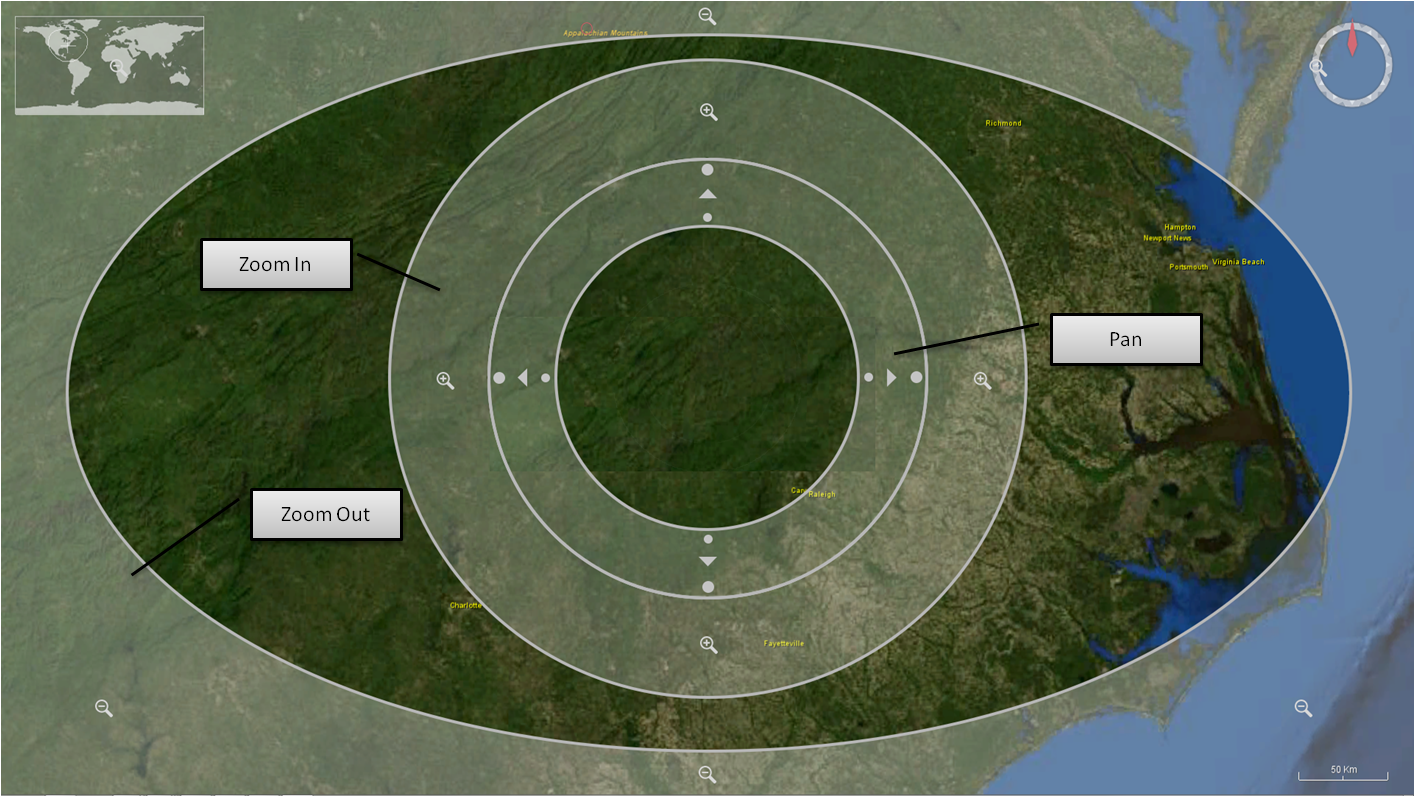 Appalachian Mountains
Richmond
Hampton
Newport News
Virginia Beach
Portsmouth
Zoom In
Pan
Raleigh
Zoom Out
Charlotte
Fayetteville
50 Km